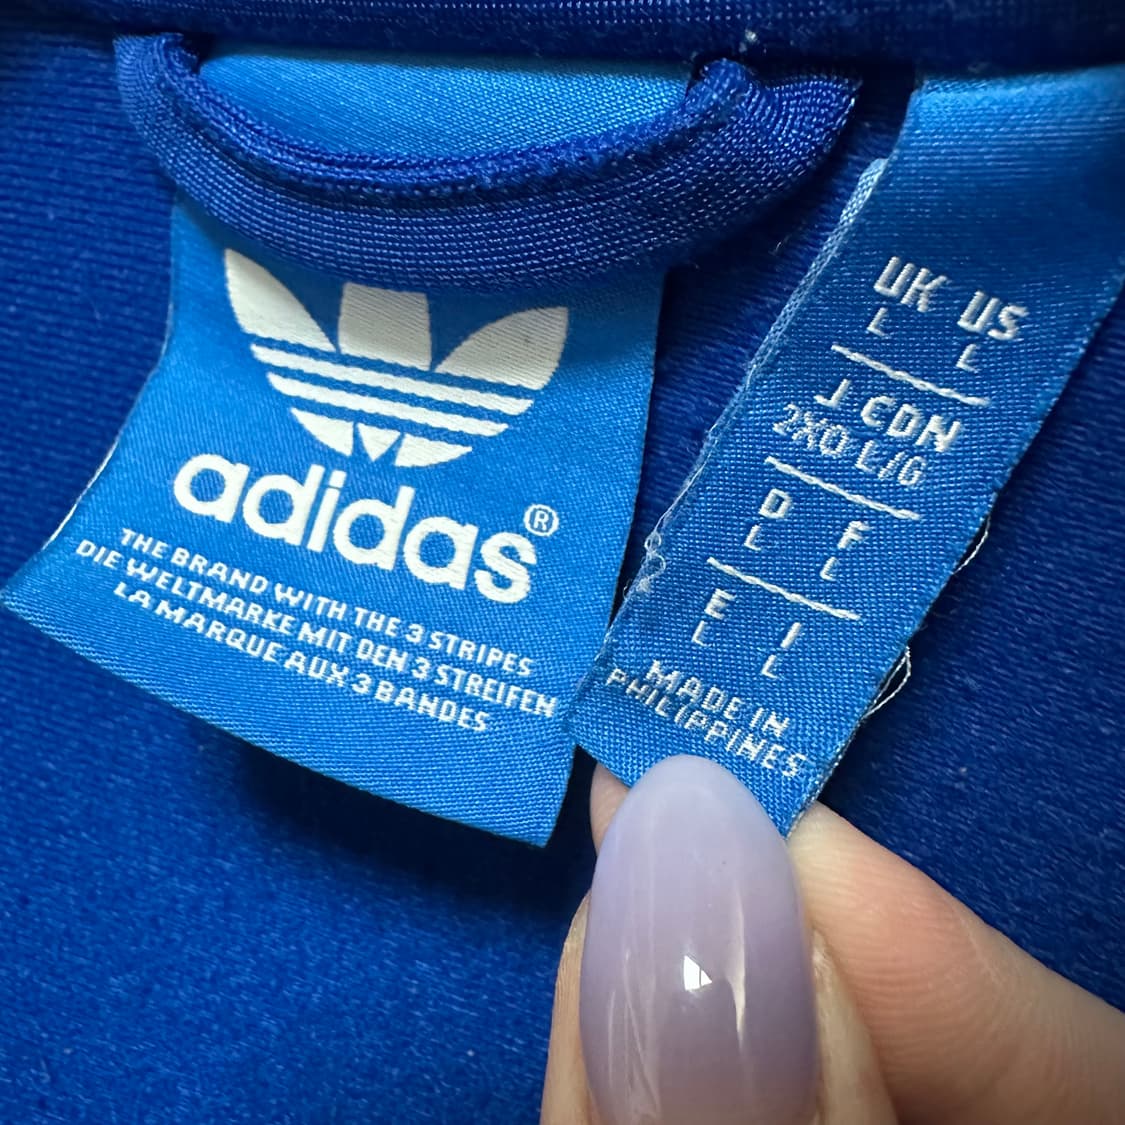 adidas®
THE BRAND WITH THE 3 STRIPES
DIE WELTMARKE MIT DEN 3 STREIFEN
LA MARQUE AUX 3 BANDES
UK US
L L
J CDN
2XO L/G
D F
L L
E I
L L
MADE IN
PHILIPPINES